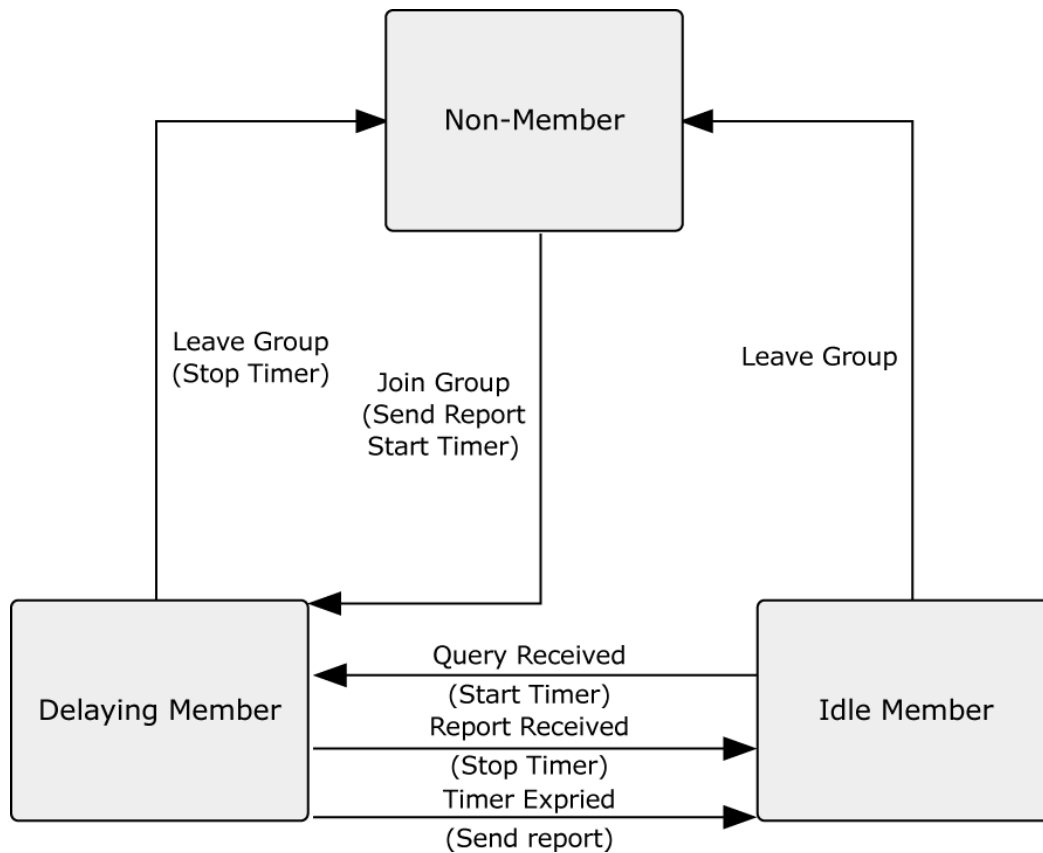 Non-Member
Leave Group
(Stop Timer)
Join Group
(Send Report
Start Timer)
Leave Group
Delaying Member
Query Received
(Start Timer)
Report Received
(Stop Timer)
Timer Expried
(Send report)
Idle Member